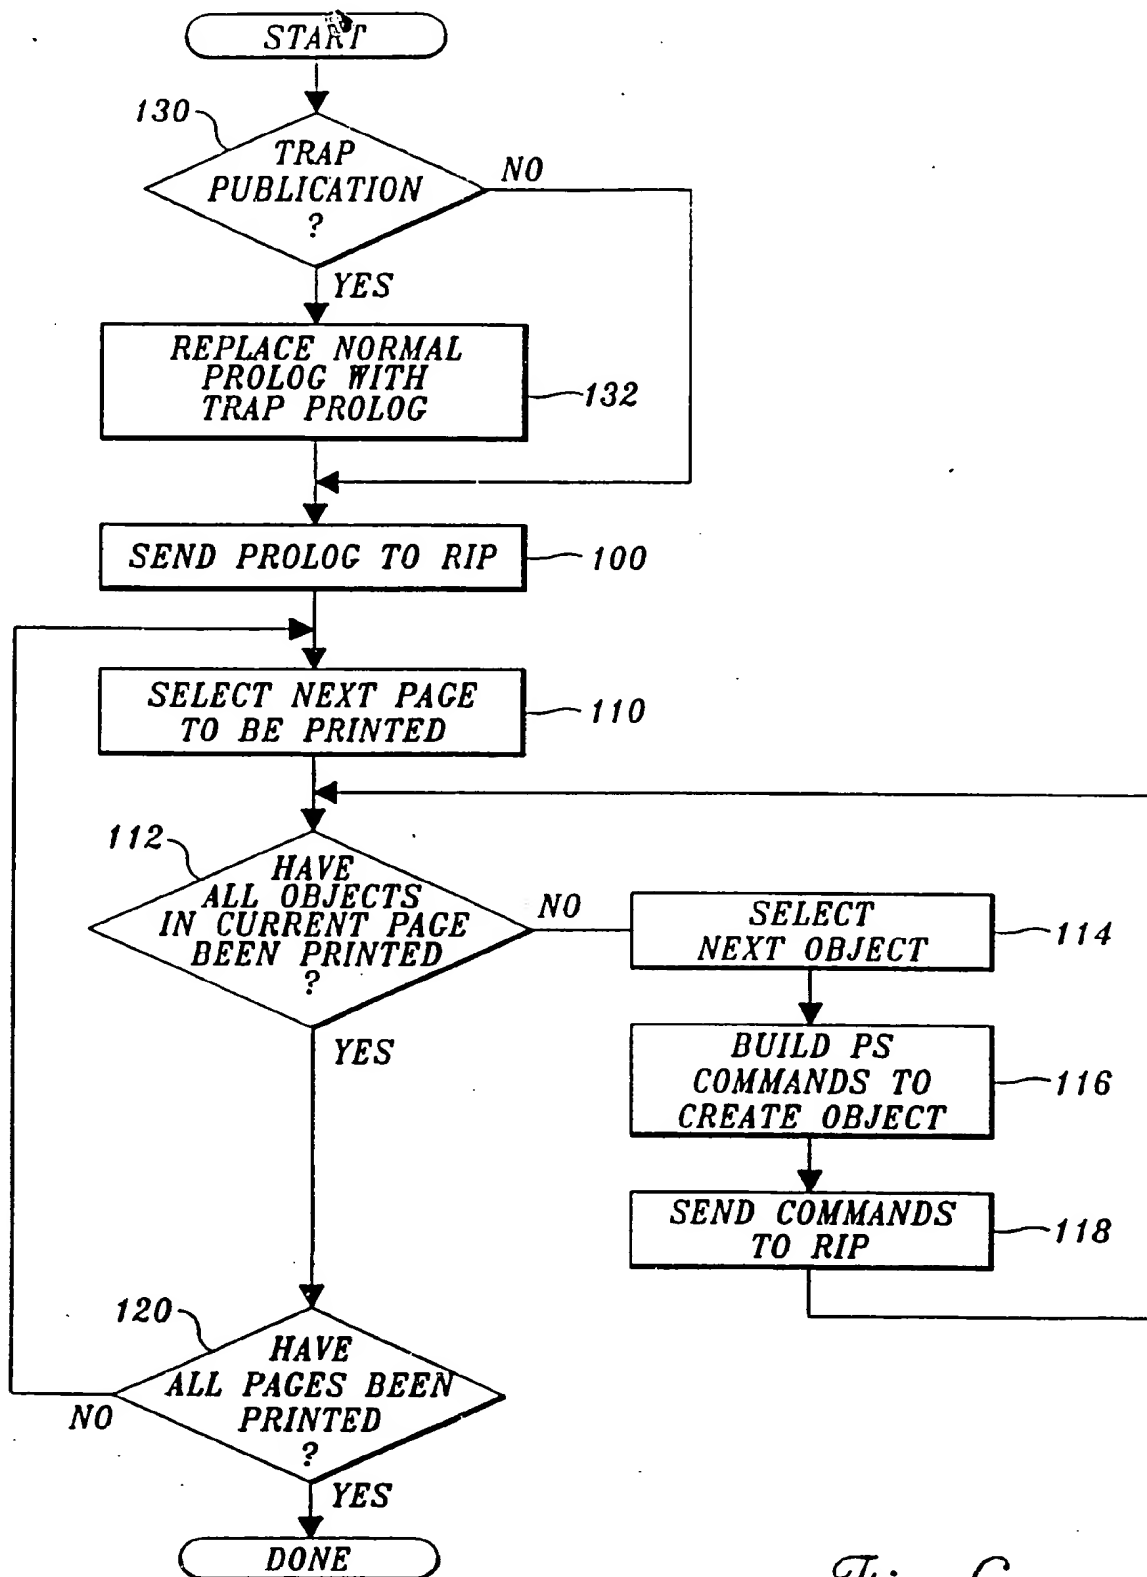 START
130
TRAP
PUBLICATION
?
NO
YES
REPLACE NORMAL
PROLOG WITH
TRAP PROLOG
132
SEND PROLOG TO RIP
100
SELECT NEXT PAGE
TO BE PRINTED
110
112
HAVE
ALL OBJECTS
IN CURRENT PAGE
BEEN PRINTED
?
NO
YES
SELECT
NEXT OBJECT
114
BUILD PS
COMMANDS TO
CREATE OBJECT
116
SEND COMMANDS
TO RIP
118
120
HAVE
ALL PAGES BEEN
PRINTED
?
NO
YES
DONE